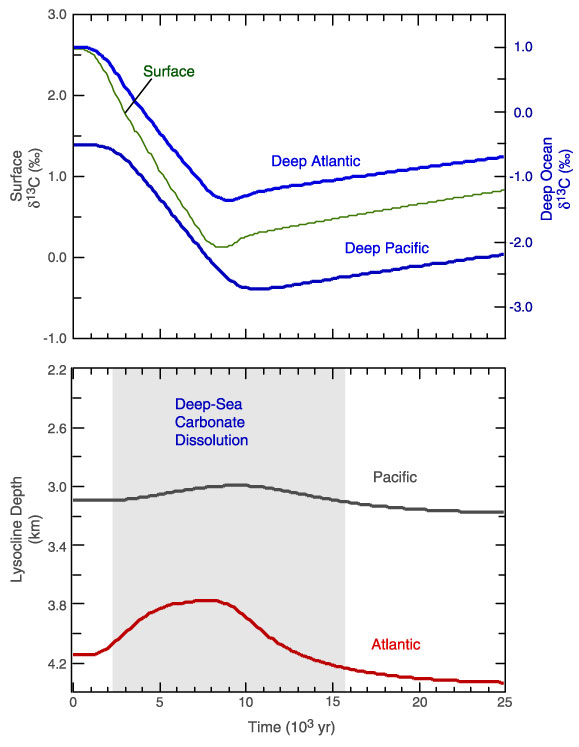 3.0
2.0
1.0
0.0
-1.0
Surface
δ13C (‰)
1.0
0.0
-1.0
-2.0
-3.0
Deep Ocean
δ13C (‰)
Surface
Deep Atlantic
Deep Pacific
2.2
2.6
3.0
3.4
3.8
4.2
Lysocline Depth
(km)
Deep-Sea
Carbonate
Dissolution
Pacific
Atlantic
0
5
10
15
20
25
Time (10³ yr)